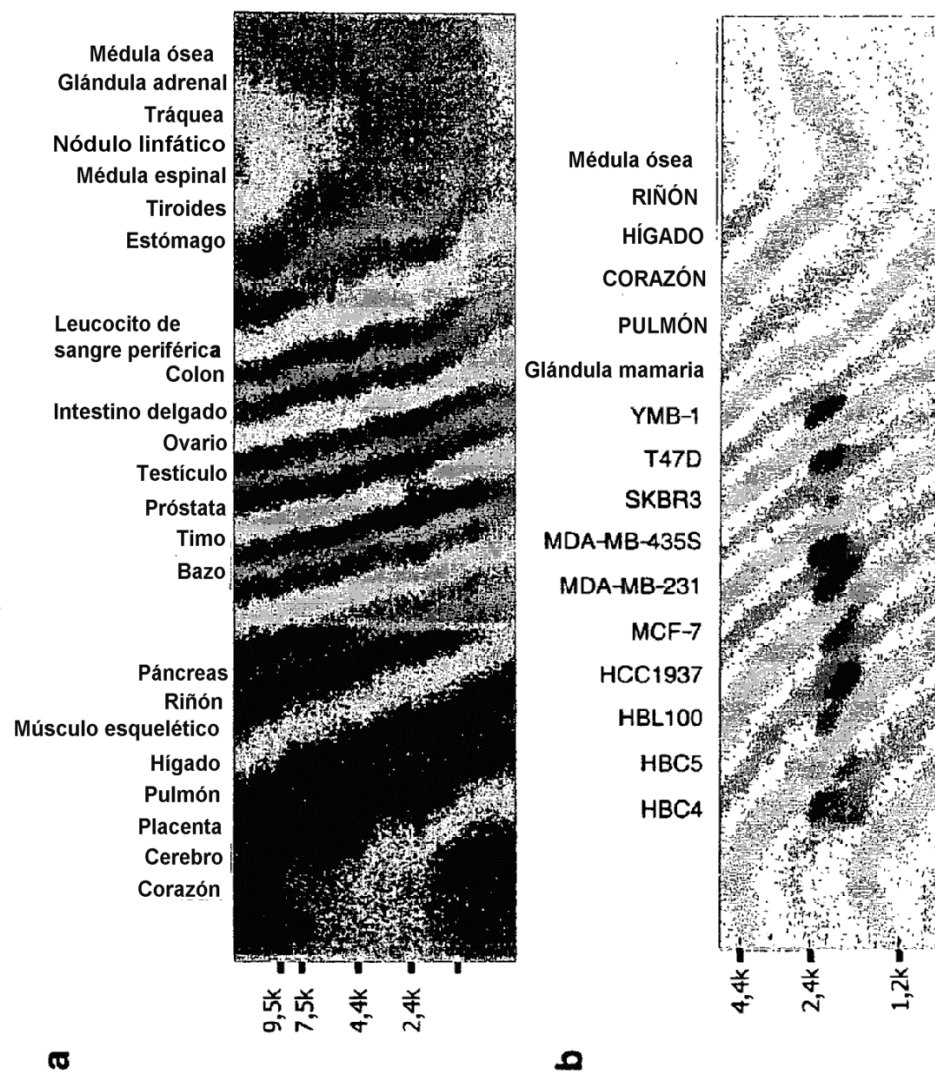 Médula ósea
Glándula adrenal
Tráquea
Nódulo linfático
Médula espinal
Tiroides
Estómago
Leucocito de
sangre periférica
Colon
Intestino delgado
Ovario
Testículo
Próstata
Timo
Bazo
Páncreas
Riñón
Músculo esquelético
Hígado
Pulmón
Placenta
Cerebro
Corazón
9,5k
7,5k
4,4k
2,4k
a
Médula ósea
RIÑÓN
HÍGADO
CORAZÓN
PULMÓN
Glándula mamaria
YMB-1
T47D
SKBR3
MDA-MB-435S
MDA-MB-231
MCF-7
HCC1937
HBL100
HBC5
HBC4
4,4k
2,4k
1,2k
b